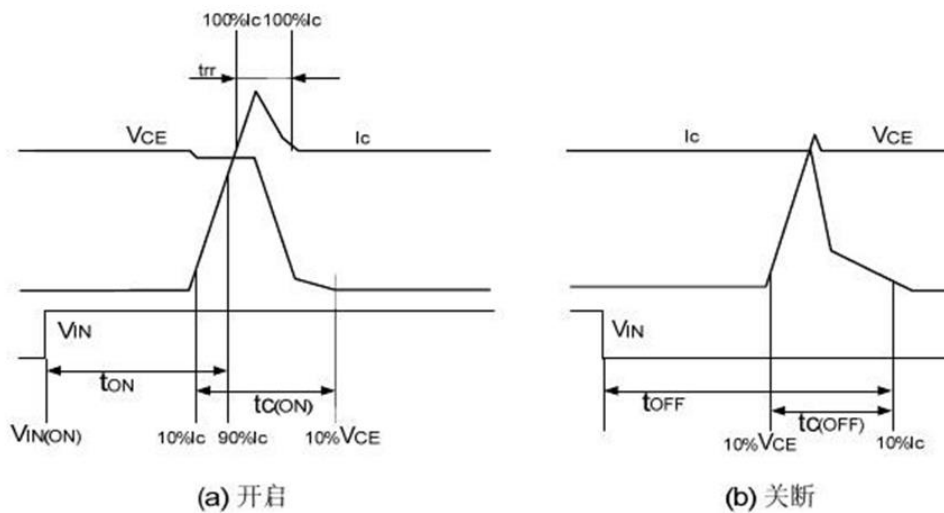 100%Ic 100%Ic
trr
VCE Ic Ic VCE
VIN VIN
tON tOFF
tC(ON) tC(OFF)
VIN(ON) 10%Ic 90%Ic 10%VCE 10%VCE 10%Ic
(a) 开启 (b) 关断